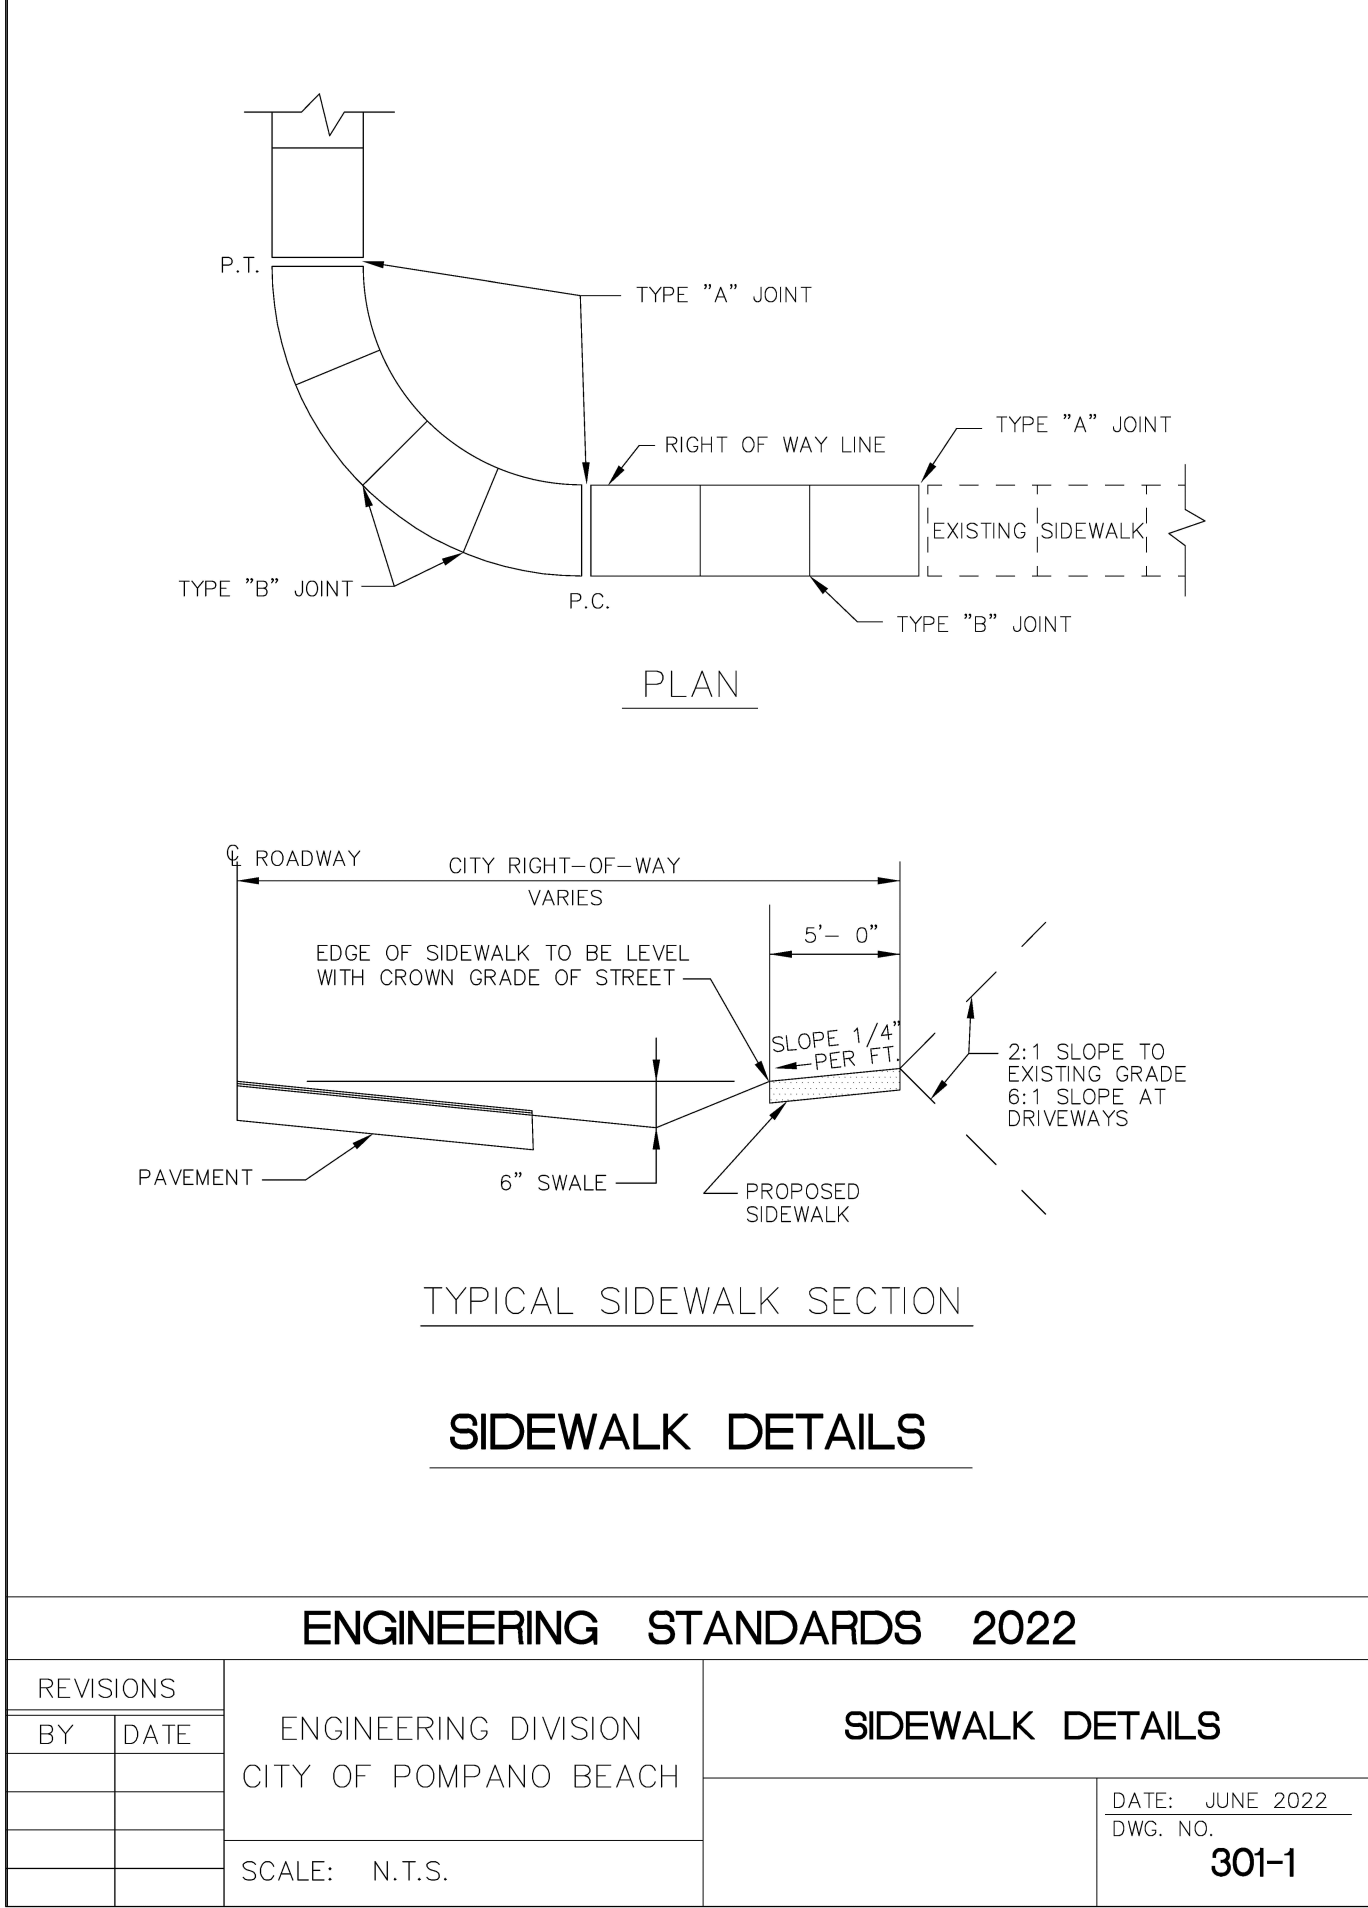 P.T.
TYPE "A" JOINT
TYPE "A" JOINT
RIGHT OF WAY LINE
EXISTING SIDEWALK
TYPE "B" JOINT
P.C.
TYPE "B" JOINT
PLAN
℄ ROADWAY
CITY RIGHT-OF-WAY
VARIES
5'- 0"
EDGE OF SIDEWALK TO BE LEVEL
WITH CROWN GRADE OF STREET
SLOPE 1/4"
PER FT.
2:1 SLOPE TO
EXISTING GRADE
6:1 SLOPE AT
DRIVEWAYS
PAVEMENT
6" SWALE
PROPOSED
SIDEWALK
TYPICAL SIDEWALK SECTION
SIDEWALK DETAILS
ENGINEERING STANDARDS 2022
REVISIONS
BY DATE
ENGINEERING DIVISION
CITY OF POMPANO BEACH
SCALE: N.T.S.
SIDEWALK DETAILS
DATE: JUNE 2022
DWG. NO.
301-1